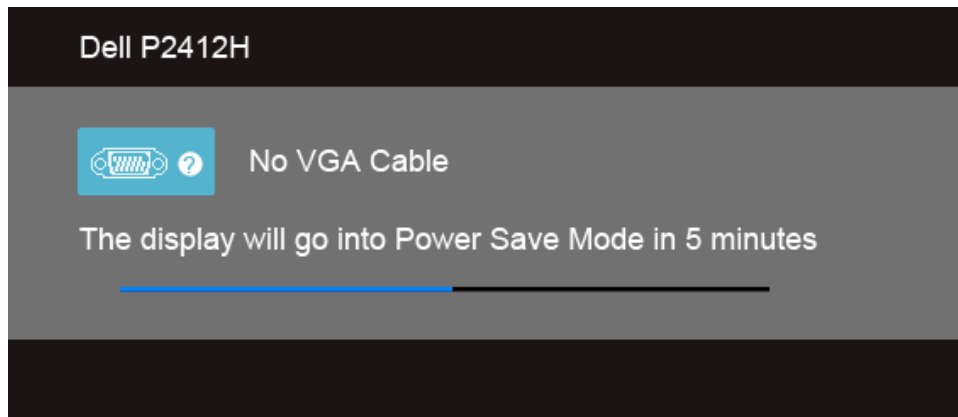 Dell P2412H
?
No VGA Cable
The display will go into Power Save Mode in 5 minutes